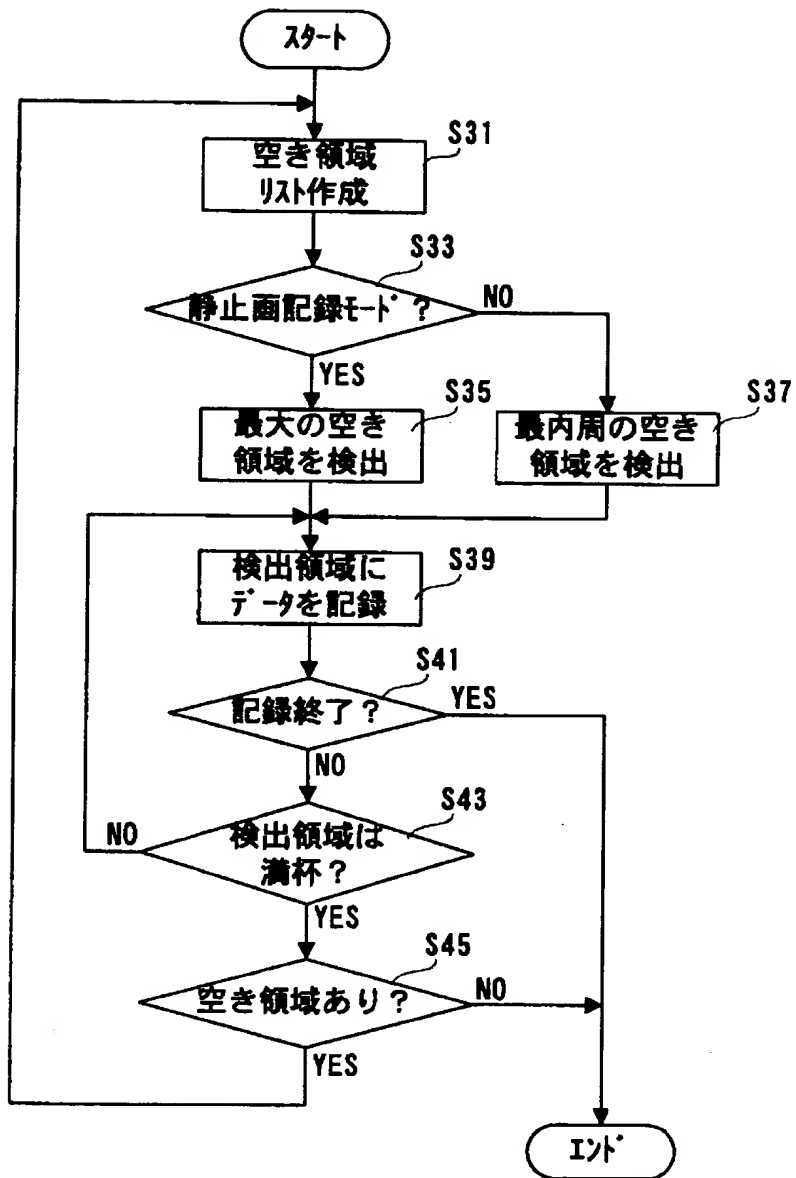 スタート
S31
空き領域
リスト作成
S33
静止画記録モード?
NO
YES
S35
最大の空き
領域を検出
S37
最内周の空き
領域を検出
S39
検出領域に
データを記録
S41
記録終了?
YES
NO
S43
検出領域は
満杯?
NO
YES
S45
空き領域あり?
NO
YES
エンド